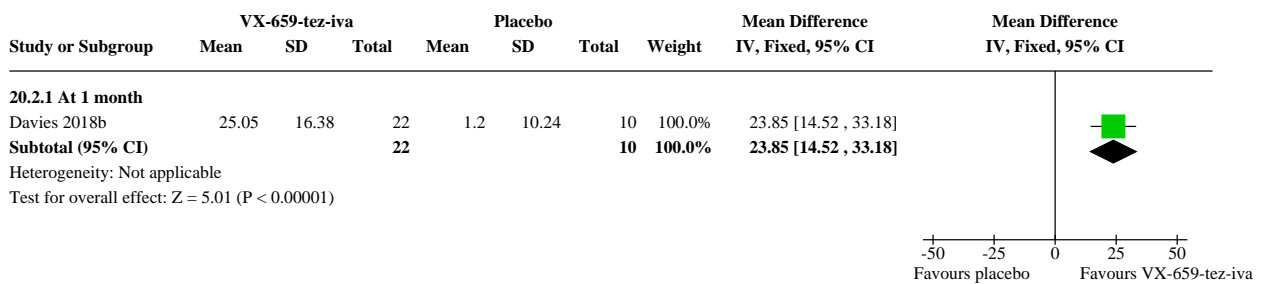 VX-659-tez-iva Placebo Mean Difference Mean Difference
Study or Subgroup Mean SD Total Mean SD Total Weight IV, Fixed, 95% CI IV, Fixed, 95% CI
20.2.1 At 1 month
Davies 2018b 25.05 16.38 22 1.2 10.24 10 100.0% 23.85 [14.52 , 33.18]
Subtotal (95% CI) 22 10 100.0% 23.85 [14.52 , 33.18]
Heterogeneity: Not applicable
Test for overall effect: Z = 5.01 (P < 0.00001)
-50 -25 0 25 50
Favours placebo Favours VX-659-tez-iva